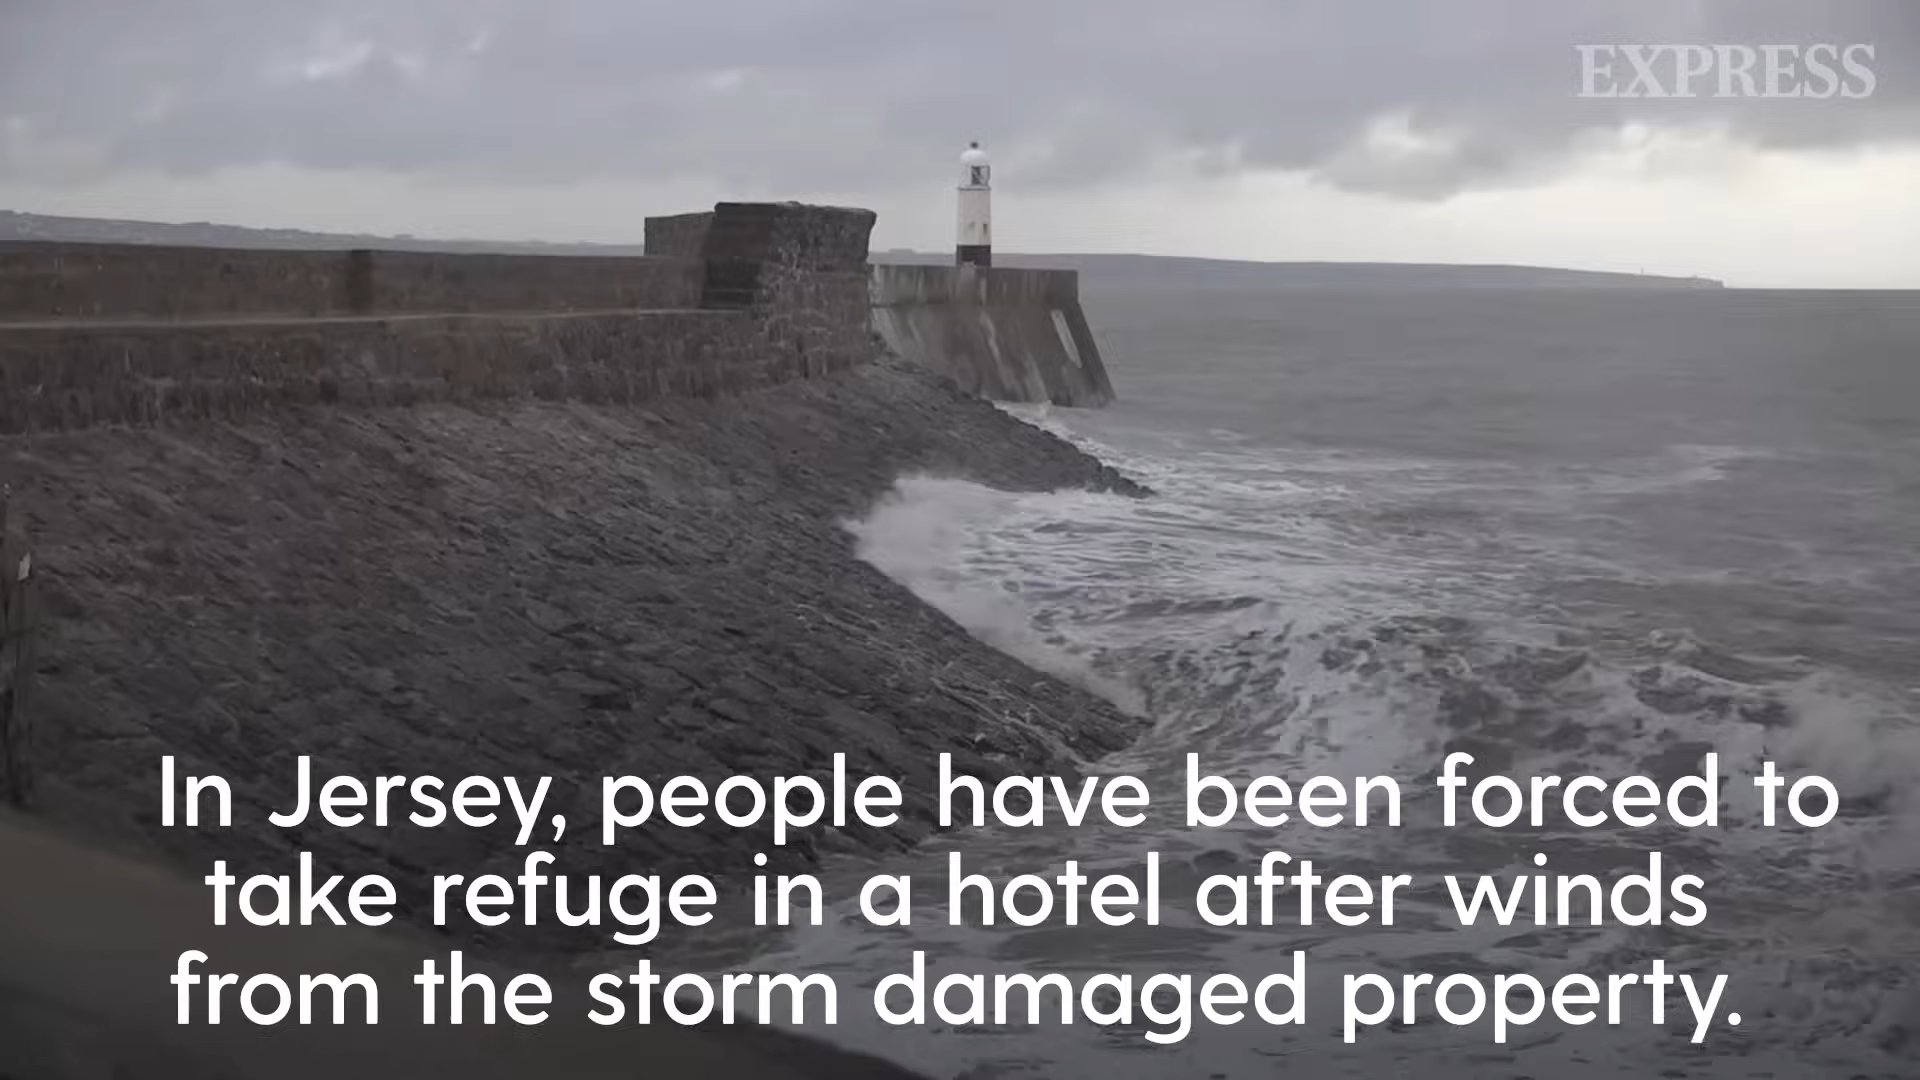 EXPRESS
In Jersey, people have been forced to
take refuge in a hotel after winds
from the storm damaged property.